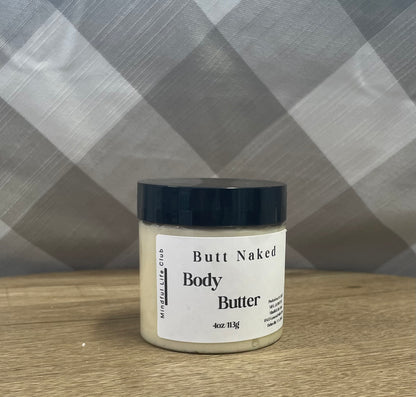 Butt Naked
Body
Butter
4oz/113g
Mindful Life Club